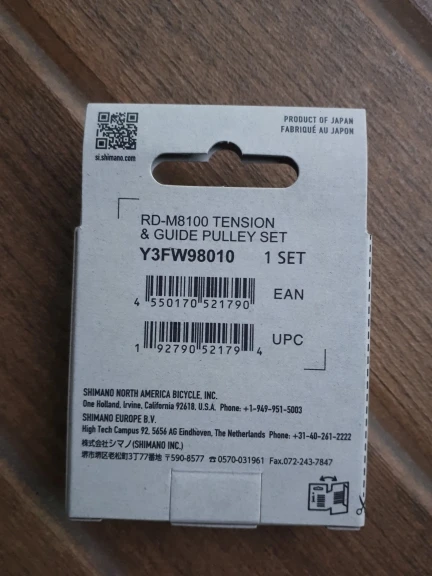 si.shimano.com
PRODUCT OF JAPAN
FABRIQUÉ AU JAPON
RD-M8100 TENSION
& GUIDE PULLEY SET
Y3FW98010 1 SET
4 550170 521790 EAN
1 92790 52179 4 UPC
SHIMANO NORTH AMERICA BICYCLE, INC.
One Holland, Irvine, California 92618, U.S.A. Phone: +1-949-951-5003
SHIMANO EUROPE B.V.
High Tech Campus 92, 5656 AG Eindhoven, The Netherlands Phone: +31-40-261-2222
株式会社シマノ(SHIMANO INC.)
堺市堺区老松町3丁77番地 〒590-8577 ☎0570-031961 Fax.072-243-7847